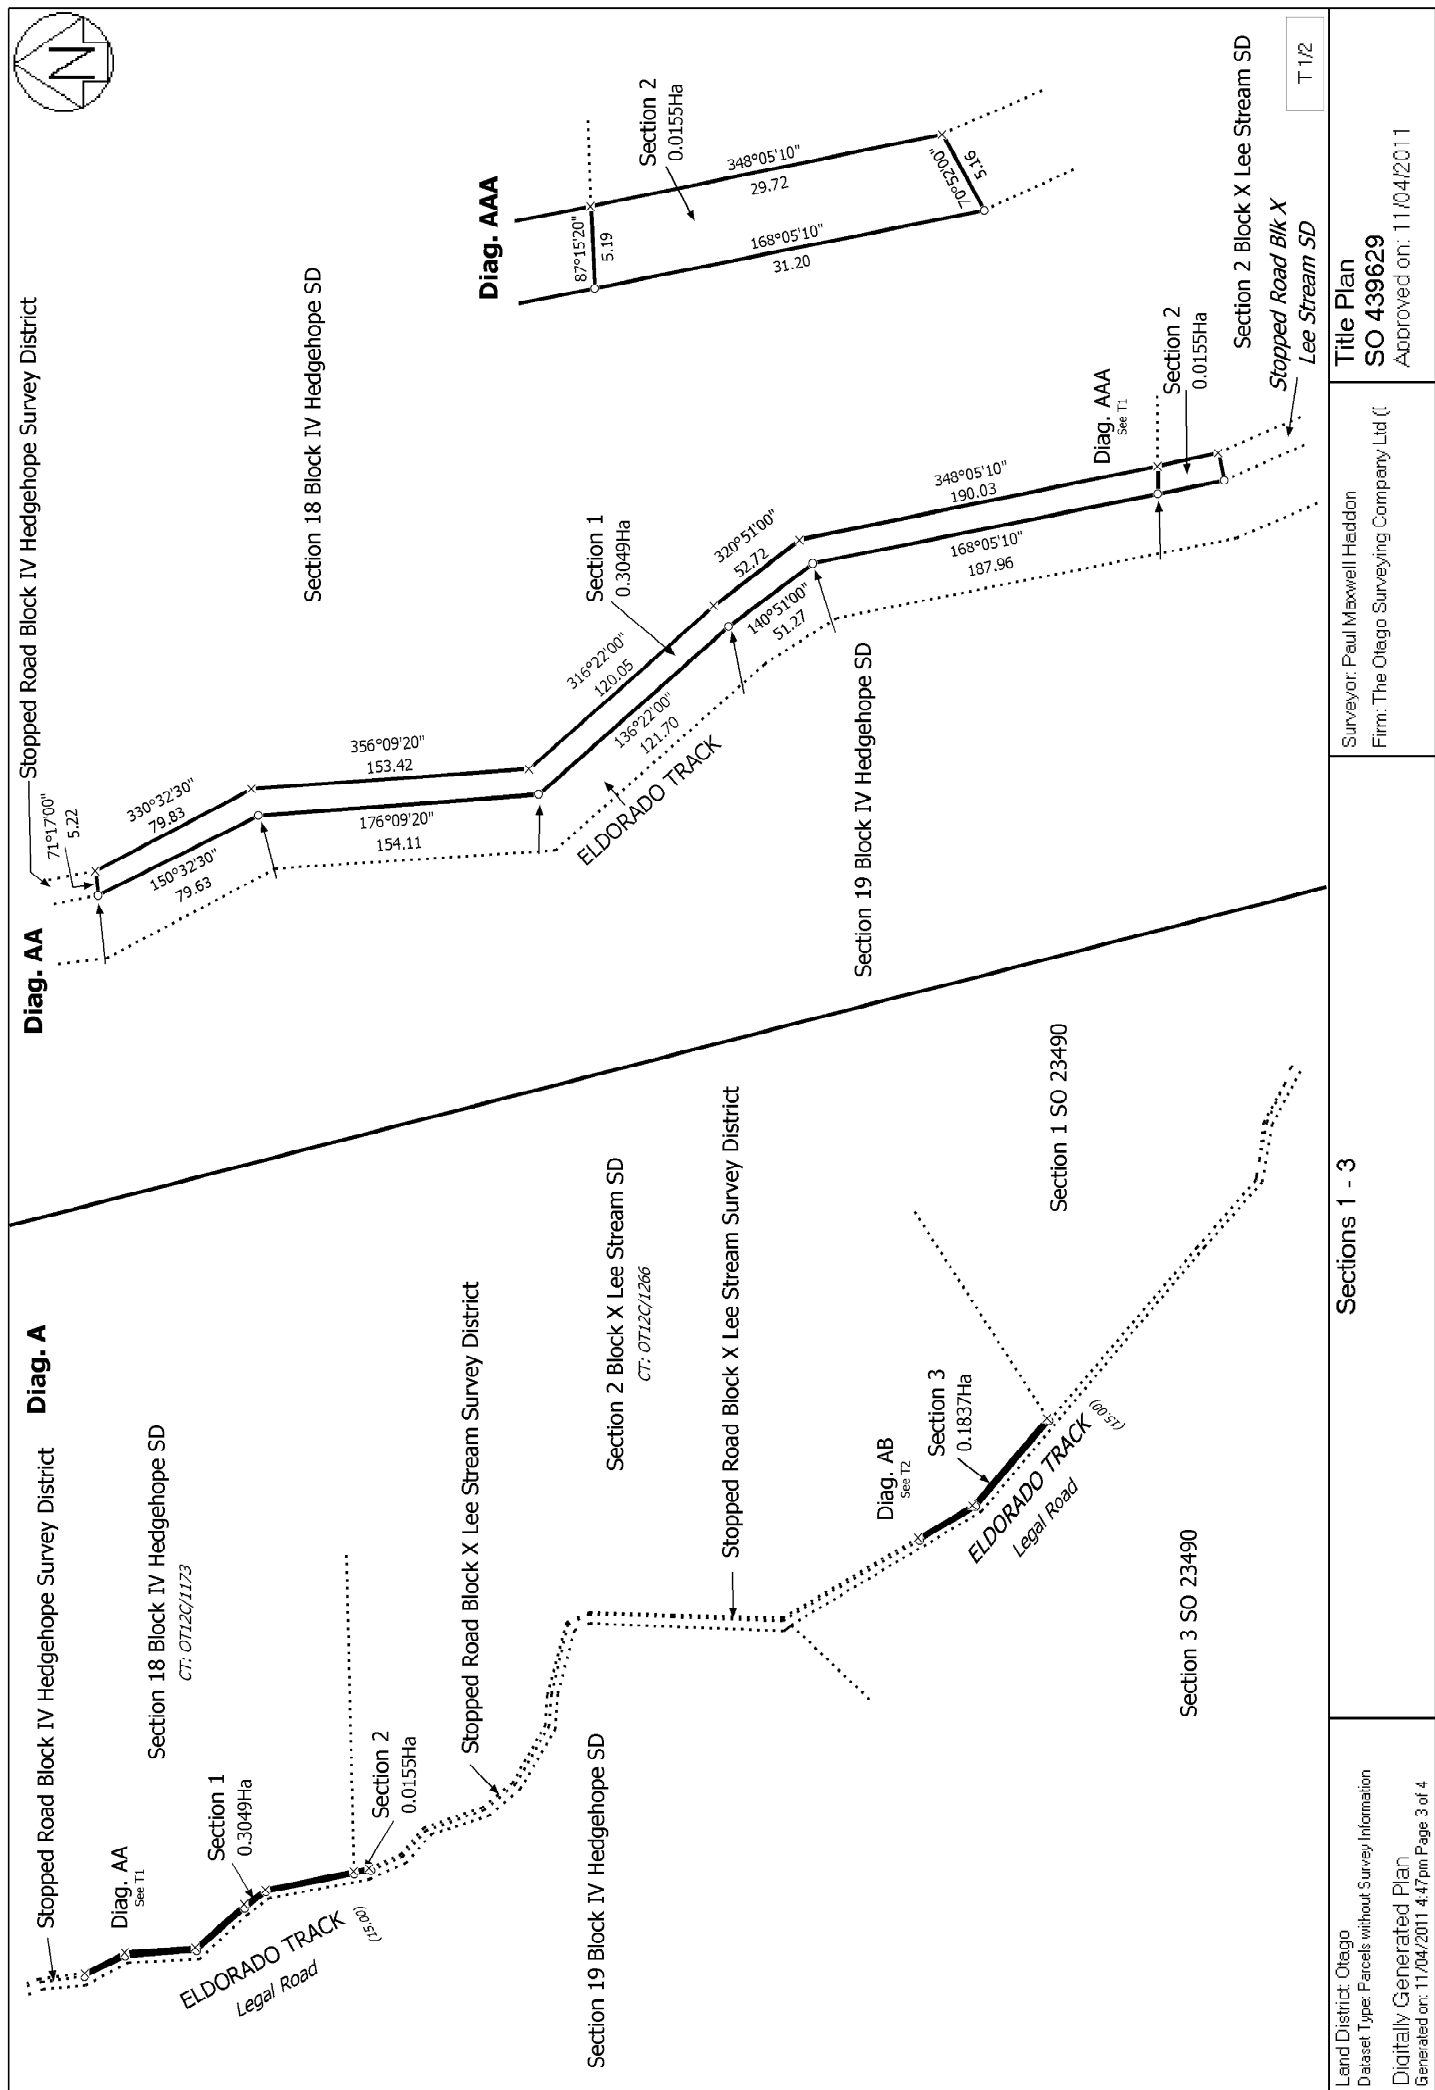 N
Diag. A
Stopped Road Block IV Hedgehope Survey District
Section 18 Block IV Hedgehope SD
CT: OT12C/1173
Diag. AA
See T1
Section 1
0.3049Ha
Section 2
0.0155Ha
ELDORADO TRACK
(15.00)
Legal Road
Stopped Road Block X Lee Stream Survey District
Section 2 Block X Lee Stream SD
CT: OT12C/1266
Section 19 Block IV Hedgehope SD
Stopped Road Block X Lee Stream Survey District
Diag. AB
See T2
Section 3
0.1837Ha
ELDORADO TRACK
(15.00)
Legal Road
Section 1 SO 23490
Section 3 SO 23490
Diag. AA
Stopped Road Block IV Hedgehope Survey District
71°17'00"
5.22
330°32'30"
79.83
150°32'30"
79.63
356°09'20"
153.42
176°09'20"
154.11
Section 18 Block IV Hedgehope SD
316°22'00"
120.05
136°22'00"
121.70
ELDORADO TRACK
Section 1
0.3049Ha
320°51'00"
52.72
140°51'00"
51.27
348°05'10"
190.03
168°05'10"
187.96
Section 19 Block IV Hedgehope SD
Diag. AAA
See T1
Section 2
0.0155Ha
Section 2 Block X Lee Stream SD
Stopped Road Blk X
Lee Stream SD
Diag. AAA
87°15'20"
5.19
Section 2
0.0155Ha
348°05'10"
29.72
168°05'10"
31.20
70°52'00"
5.16
T 1/2
Land District: Otago
Dataset Type: Parcels without Survey Information
Digitally Generated Plan
Generated on: 11/04/2011 4:47pm Page 3 of 4
Sections 1 - 3
Surveyor: Paul Maxwell Haddon
Firm: The Otago Surveying Company Ltd (
Title Plan
SO 439629
Approved on: 11/04/2011